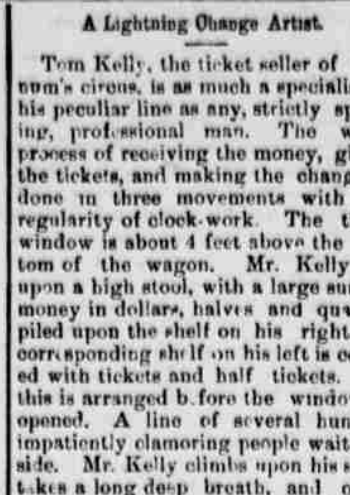 A Lightning Change Artist.
Tom Kelly, the ticket seller of
num's circus, is as much a speciali
his peculiar line as any, strictly sp
ing, professional man. The w
process of receiving the money, gi
the tickets, and making the chang
done in three movements with
regularity of clock-work. The t
window is about 4 feet above the
tom of the wagon. Mr. Kelly
upon a high stool, with a large su
money in dollars, halves and qua
piled upon the shelf on his right
corresponding shelf on his left is co
ed with tickets and half tickets.
this is arranged before the windo
opened. A line of several hun
impatiently clamoring people wait
side. Mr. Kelly climbs upon his s
takes a long deep breath, and o